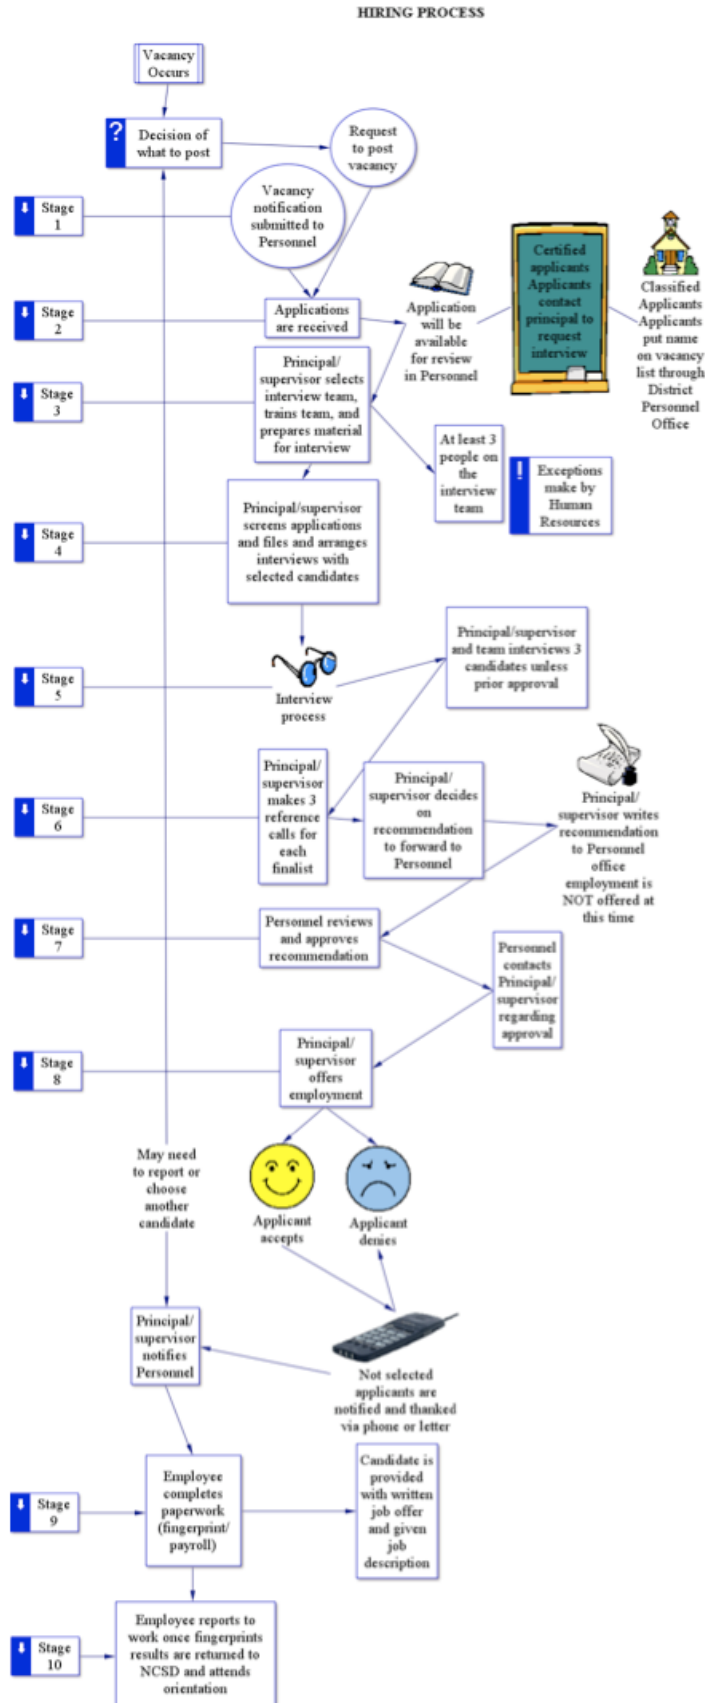 HIRING PROCESS
Vacancy
Occurs
?
Decision of
what to post
Request
to post
vacancy
Stage
1
Vacancy
notification
submitted to
Personnel
Stage
2
Applications
are received
Application
will be
available
for review
in Personnel
Certified
applicants
Applicants
contact
principal to
request
interview
Classified
Applicants
Applicants
put name
on vacancy
list through
District
Personnel
Office
Stage
3
Principal/
supervisor selects
interview team,
trains team, and
prepares material
for interview
At least 3
people on
the
interview
team
!
Exceptions
make by
Human
Resources
Stage
4
Principal/supervisor
screens applications
and files and arranges
interviews with
selected candidates
Stage
5
Interview
process
Principal/supervisor
and team interviews 3
candidates unless
prior approval
Stage
6
Principal/
supervisor
makes 3
reference
calls for
each
finalist
Principal/
supervisor decides
on
recommendation
to forward to
Personnel
Principal/
supervisor writes
recommendation
to Personnel
office
employment is
NOT offered at
this time
Stage
7
Personnel reviews
and approves
recommendation
Personnel
contacts
Principal/
supervisor
regarding
approval
Stage
8
Principal/
supervisor
offers
employment
May need
to report or
choose
another
candidate
Applicant
accepts
Applicant
denies
Principal/
supervisor
notifies
Personnel
Not selected
applicants are
notified and thanked
via phone or letter
Stage
9
Employee
completes
paperwork
(fingerprint/
payroll)
Candidate is
provided
with written
job offer
and given
job
description
Stage
10
Employee reports to
work once fingerprints
results are returned to
NCSD and attends
orientation